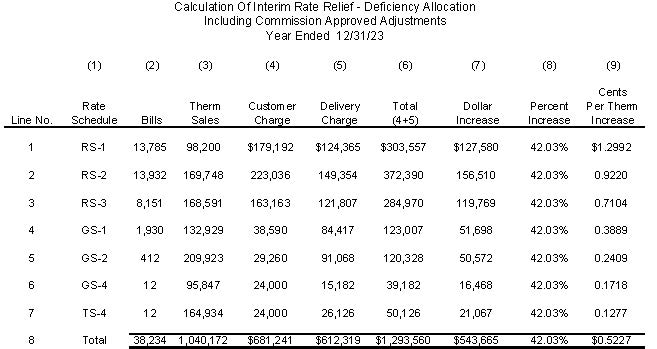 Calculation Of Interim Rate Relief - Deficiency Allocation
Including Commission Approved Adjustments
Year Ended 12/31/23
(1) (2) (3) (4) (5) (6) (7) (8) (9)
Cents
Rate Therm Customer Delivery Total Dollar Percent Per Therm
Line No. Schedule Bills Sales Charge Charge (4+5) Increase Increase Increase
1 RS-1 13,785 98,200 $179,192 $124,365 $303,557 $127,580 42.03% $1.2992
2 RS-2 13,932 169,748 223,036 149,354 372,390 156,510 42.03% 0.9220
3 RS-3 8,151 168,591 163,163 121,807 284,970 119,769 42.03% 0.7104
4 GS-1 1,930 132,929 38,590 84,417 123,007 51,698 42.03% 0.3889
5 GS-2 412 209,923 29,260 91,068 120,328 50,572 42.03% 0.2409
6 GS-4 12 95,847 24,000 15,182 39,182 16,468 42.03% 0.1718
7 TS-4 12 164,934 24,000 26,126 50,126 21,067 42.03% 0.1277
8 Total 38,234 1,040,172 $681,241 $612,319 $1,293,560 $543,665 42.03% $0.5227